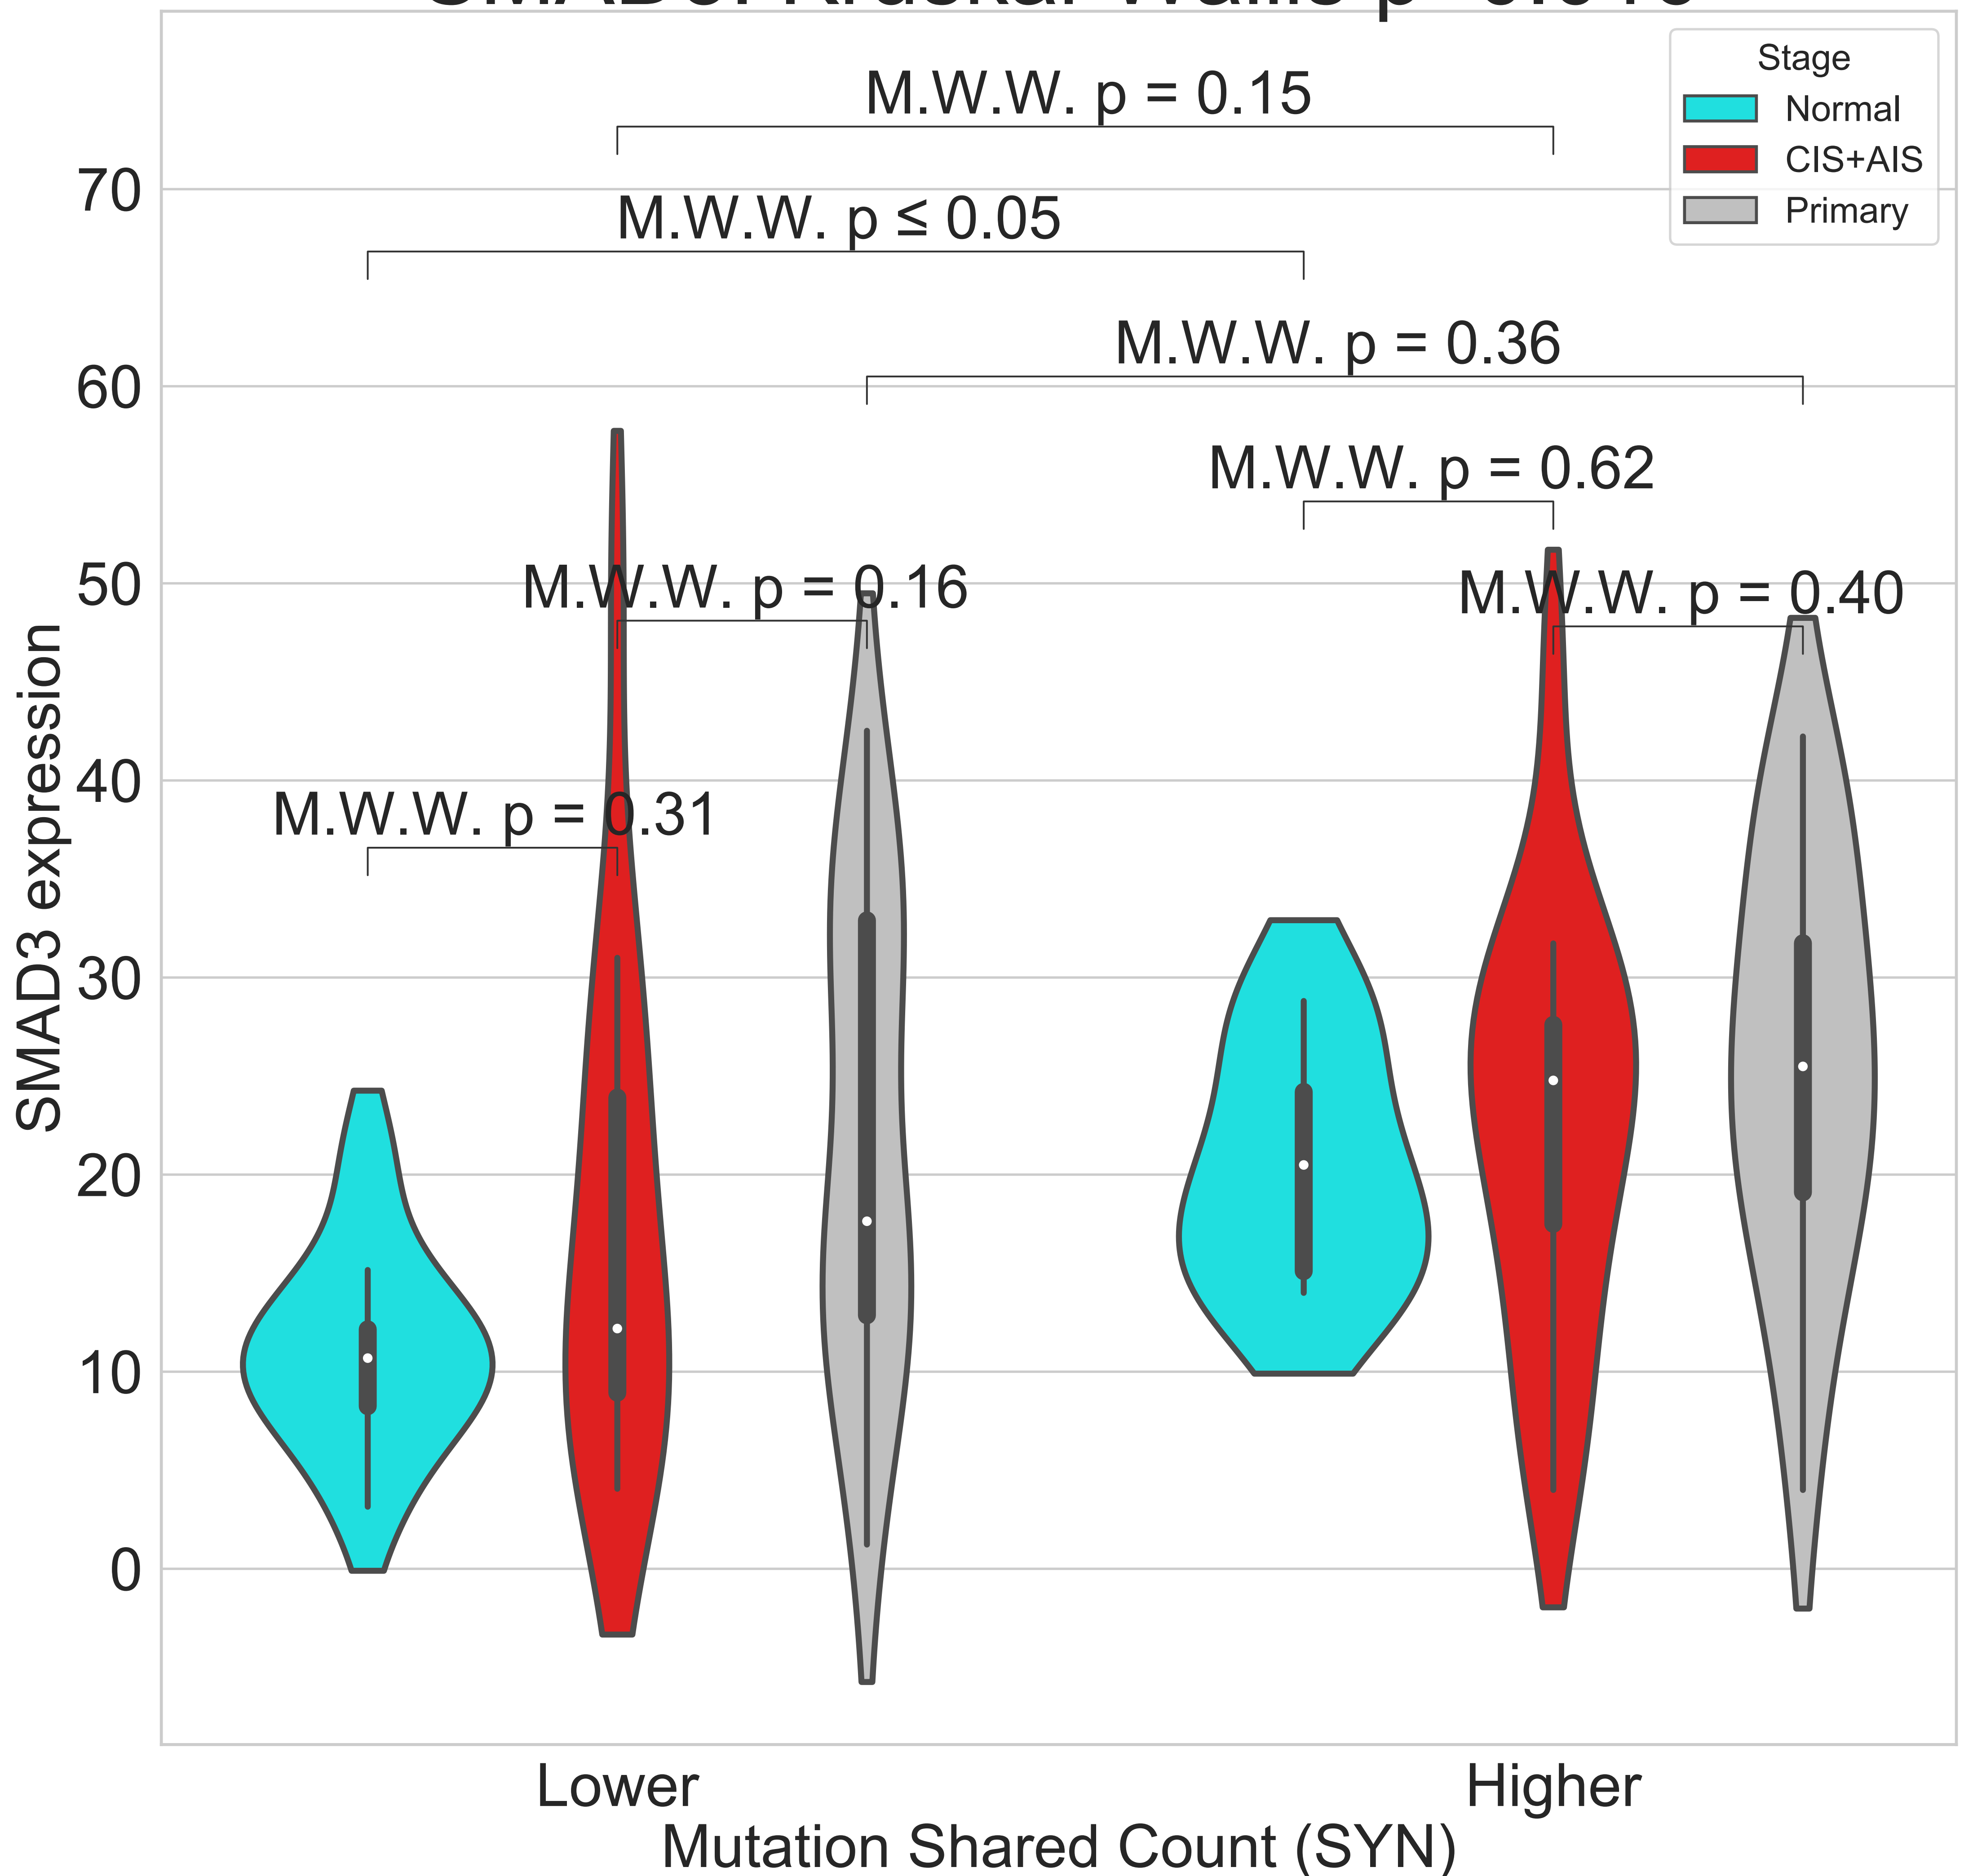 Stage
Normal
CIS+AIS
Primary
M.W.W. p = 0.15
M.W.W. p ≤ 0.05
M.W.W. p = 0.36
M.W.W. p = 0.62
M.W.W. p = 0.16
M.W.W. p = 0.40
M.W.W. p = 0.31
70
60
50
40
30
20
10
0
SMAD3 expression
Lower
Higher
Mutation Shared Count (SYN)